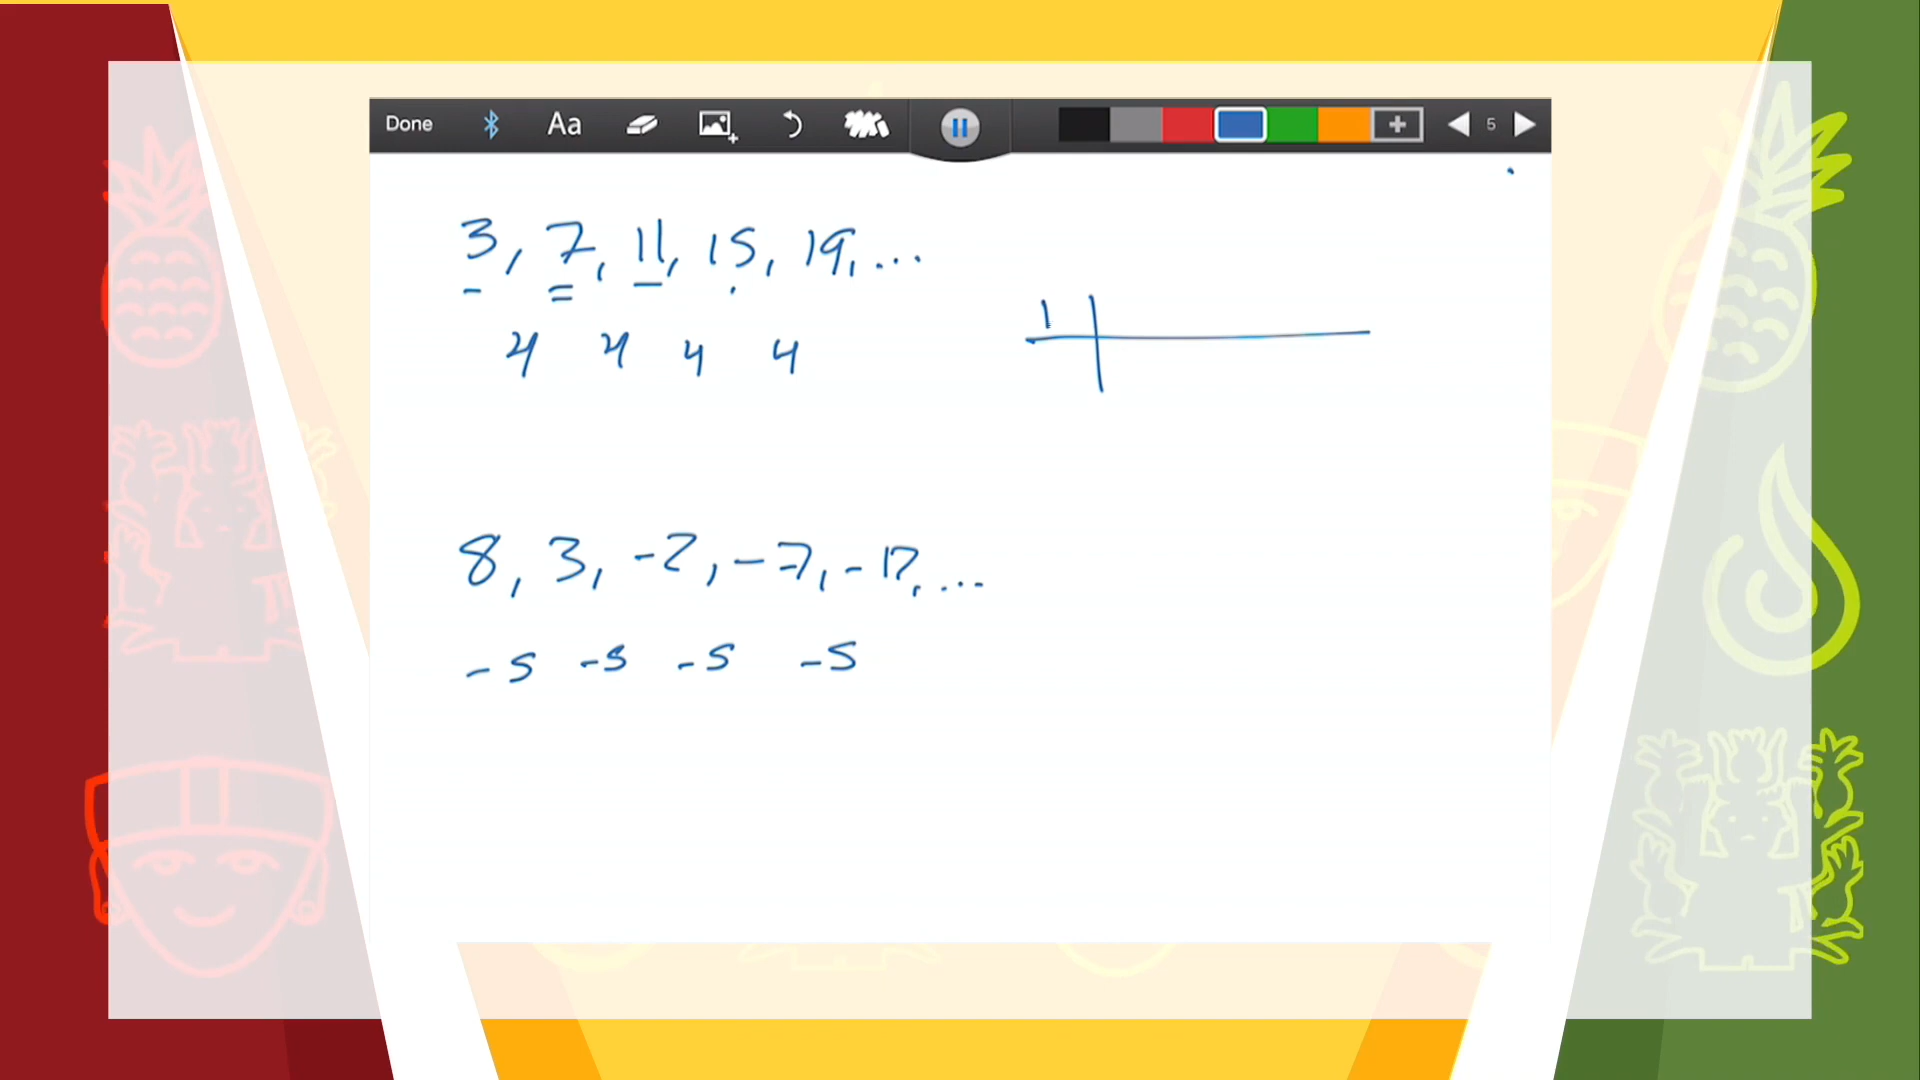 Done Aa 5
3, 7, 11, 15, 19, ...
4 4 4 4
1
8, 3, -2, -7, -12, ...
-5 -5 -5 -5